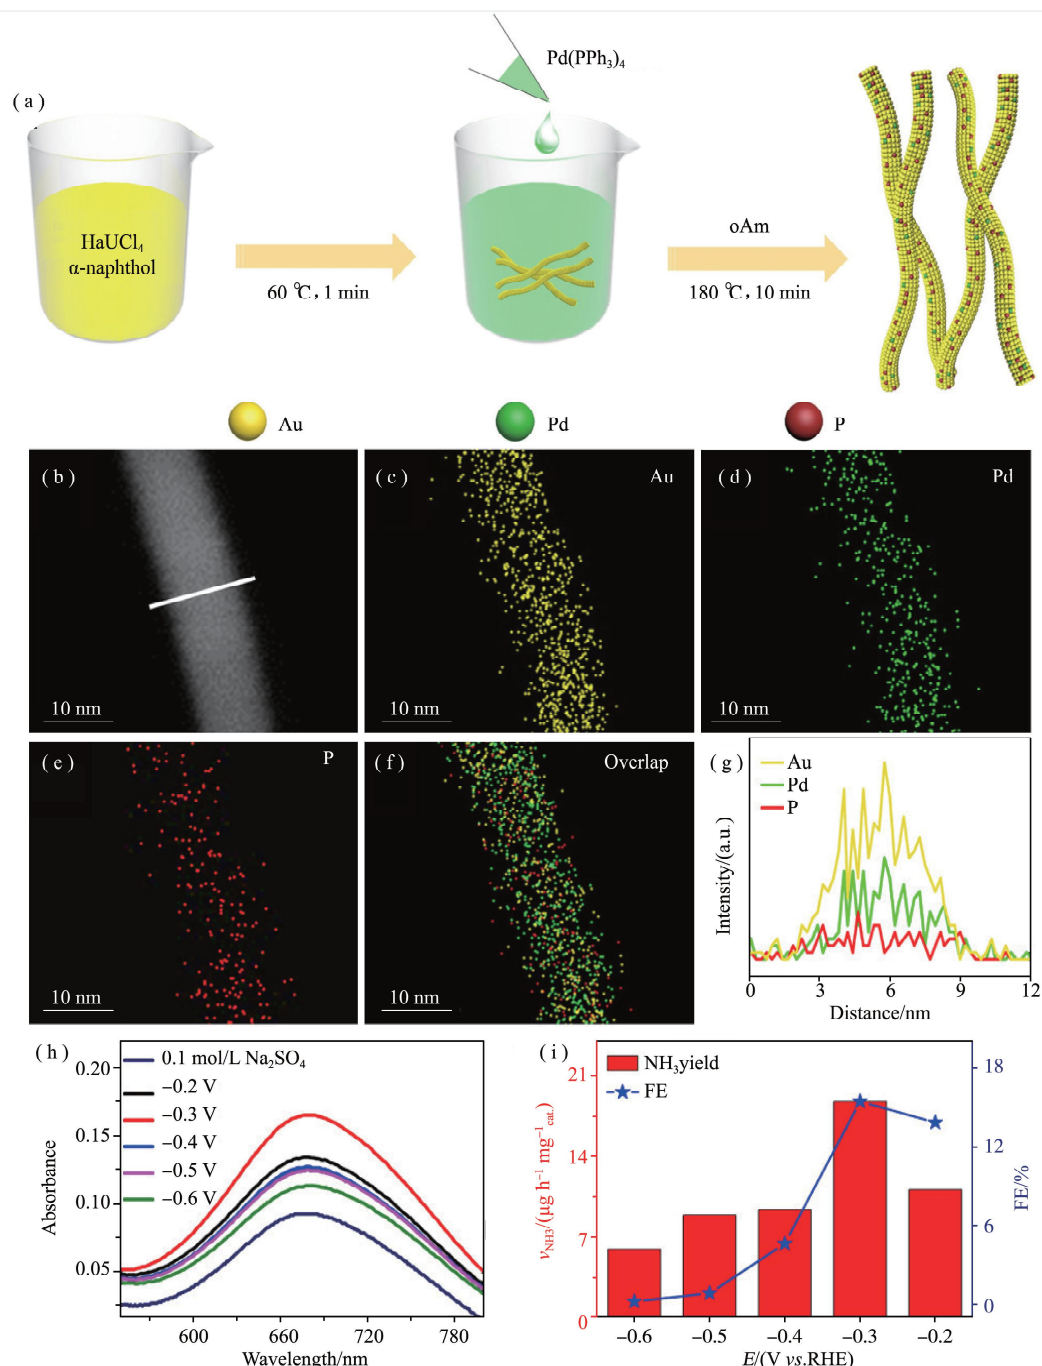 Pd(PPh₃)₄
( a )
HaUCl₄
α-naphthol
60 ℃, 1 min
oAm
180 ℃, 10 min
Au
Pd
P
( b )
10 nm
( c )
Au
10 nm
( d )
Pd
10 nm
( e )
P
10 nm
( f )
Overlap
10 nm
( g )
Au
Pd
P
Intensity/(a.u.)
0 3 6 9 12
Distance/nm
( h )
0.1 mol/L Na₂SO₄
−0.2 V
−0.3 V
−0.4 V
−0.5 V
−0.6 V
0.20
0.15
0.10
0.05
Absorbance
600 660 720 780
Wavelength/nm
( i )
NH₃yield
FE
21
14
7
0
v_NH3/(μg h⁻¹ mg⁻¹cat.)
18
12
6
0
FE/%
−0.6 −0.5 −0.4 −0.3 −0.2
E/(V vs.RHE)